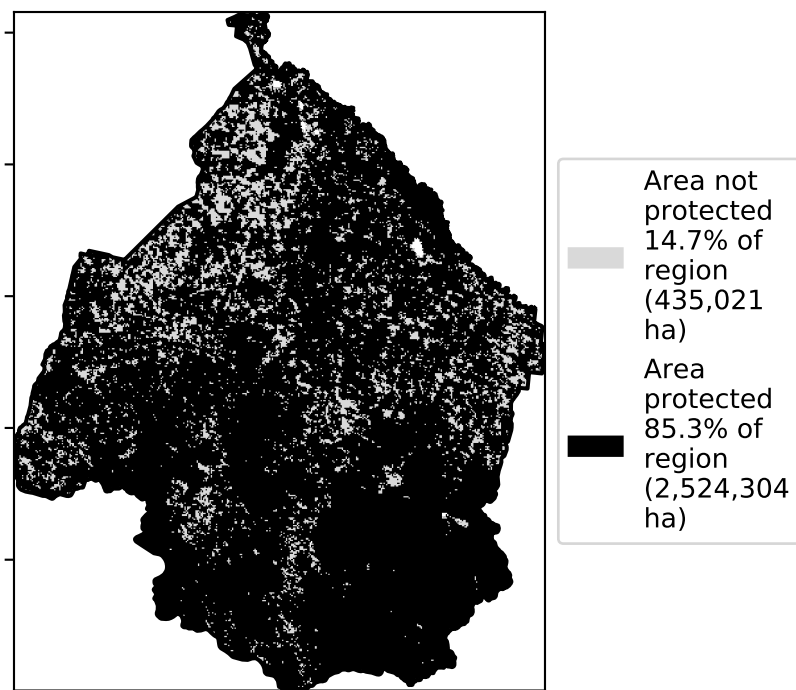 Area not
protected
14.7% of
region
(435,021
ha)
Area
protected
85.3% of
region
(2,524,304
ha)